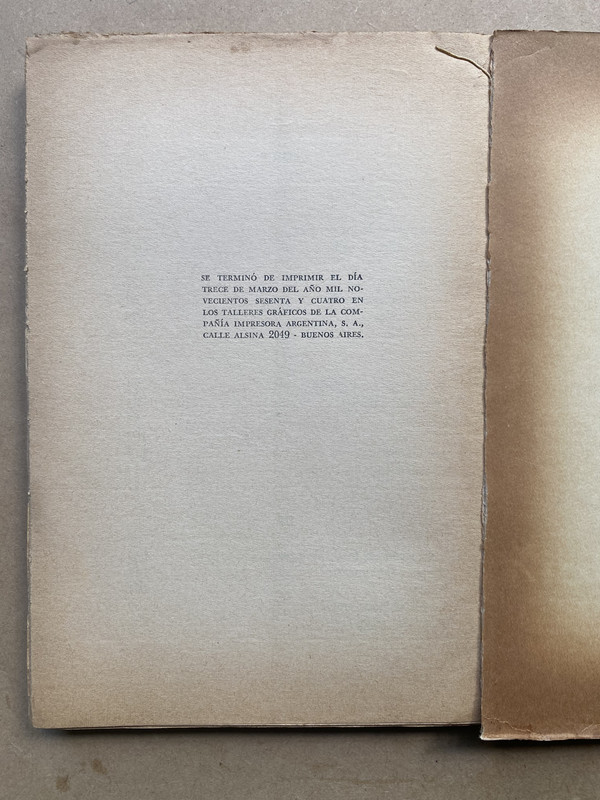 SE TERMINÓ DE IMPRIMIR EL DÍA
TRECE DE MARZO DEL AÑO MIL NO-
VECIENTOS SESENTA Y CUATRO EN
LOS TALLERES GRÁFICOS DE LA COM-
PAÑÍA IMPRESORA ARGENTINA, S. A.,
CALLE ALSINA 2049 - BUENOS AIRES.